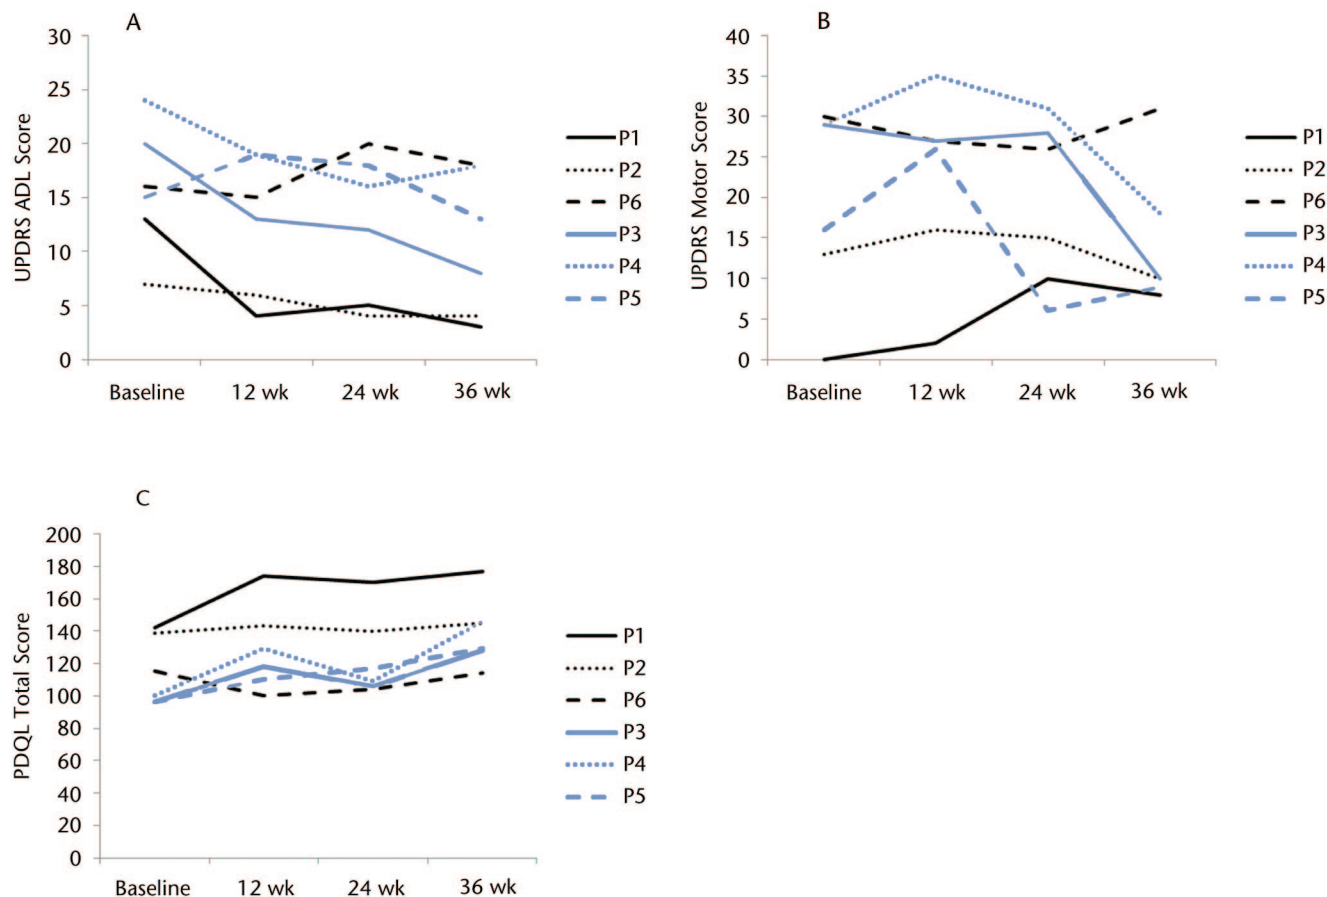 A
UPDRS ADL Score
30
25
20
15
10
5
0
Baseline 12 wk 24 wk 36 wk
P1
P2
P6
P3
P4
P5
B
UPDRS Motor Score
40
35
30
25
20
15
10
5
0
Baseline 12 wk 24 wk 36 wk
P1
P2
P6
P3
P4
P5
C
PDQL Total Score
200
180
160
140
120
100
80
60
40
20
0
Baseline 12 wk 24 wk 36 wk
P1
P2
P6
P3
P4
P5